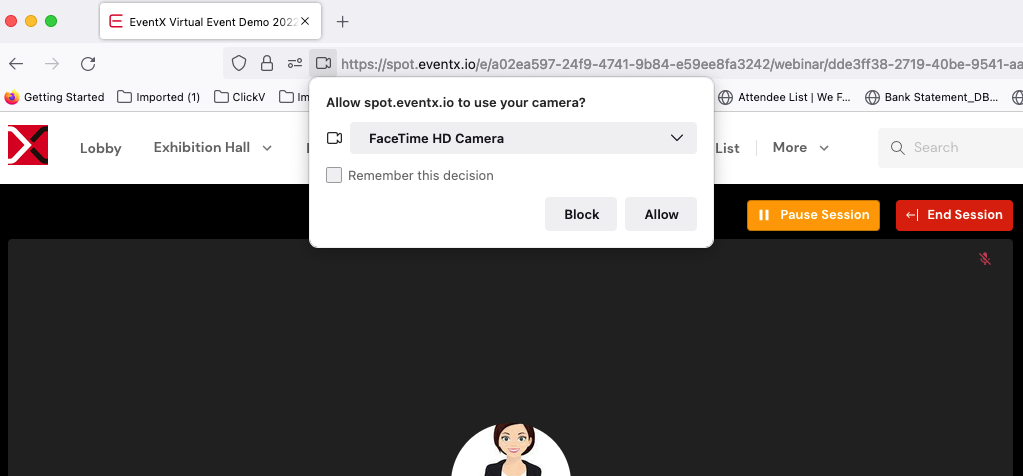 EventX Virtual Event Demo 2022
https://spot.eventx.io/e/a02ea597-24f9-4741-9b84-e59ee8fa3242/webinar/dde3ff38-2719-40be-9541-aa
Getting Started
Imported (1)
ClickV
Im
Attendee List | We F...
Bank Statement_DB...
Allow spot.eventx.io to use your camera?
FaceTime HD Camera
Remember this decision
Block
Allow
Lobby
Exhibition Hall
List
More
Search
Pause Session
End Session